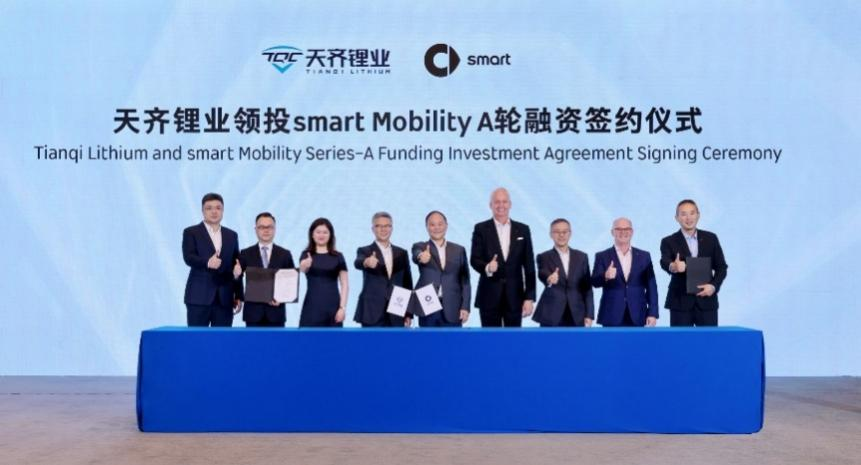 TQC 天齐锂业
TIANQI LITHIUM
smart
天齐锂业领投smart Mobility A轮融资签约仪式
Tianqi Lithium and smart Mobility Series-A Funding Investment Agreement Signing Ceremony